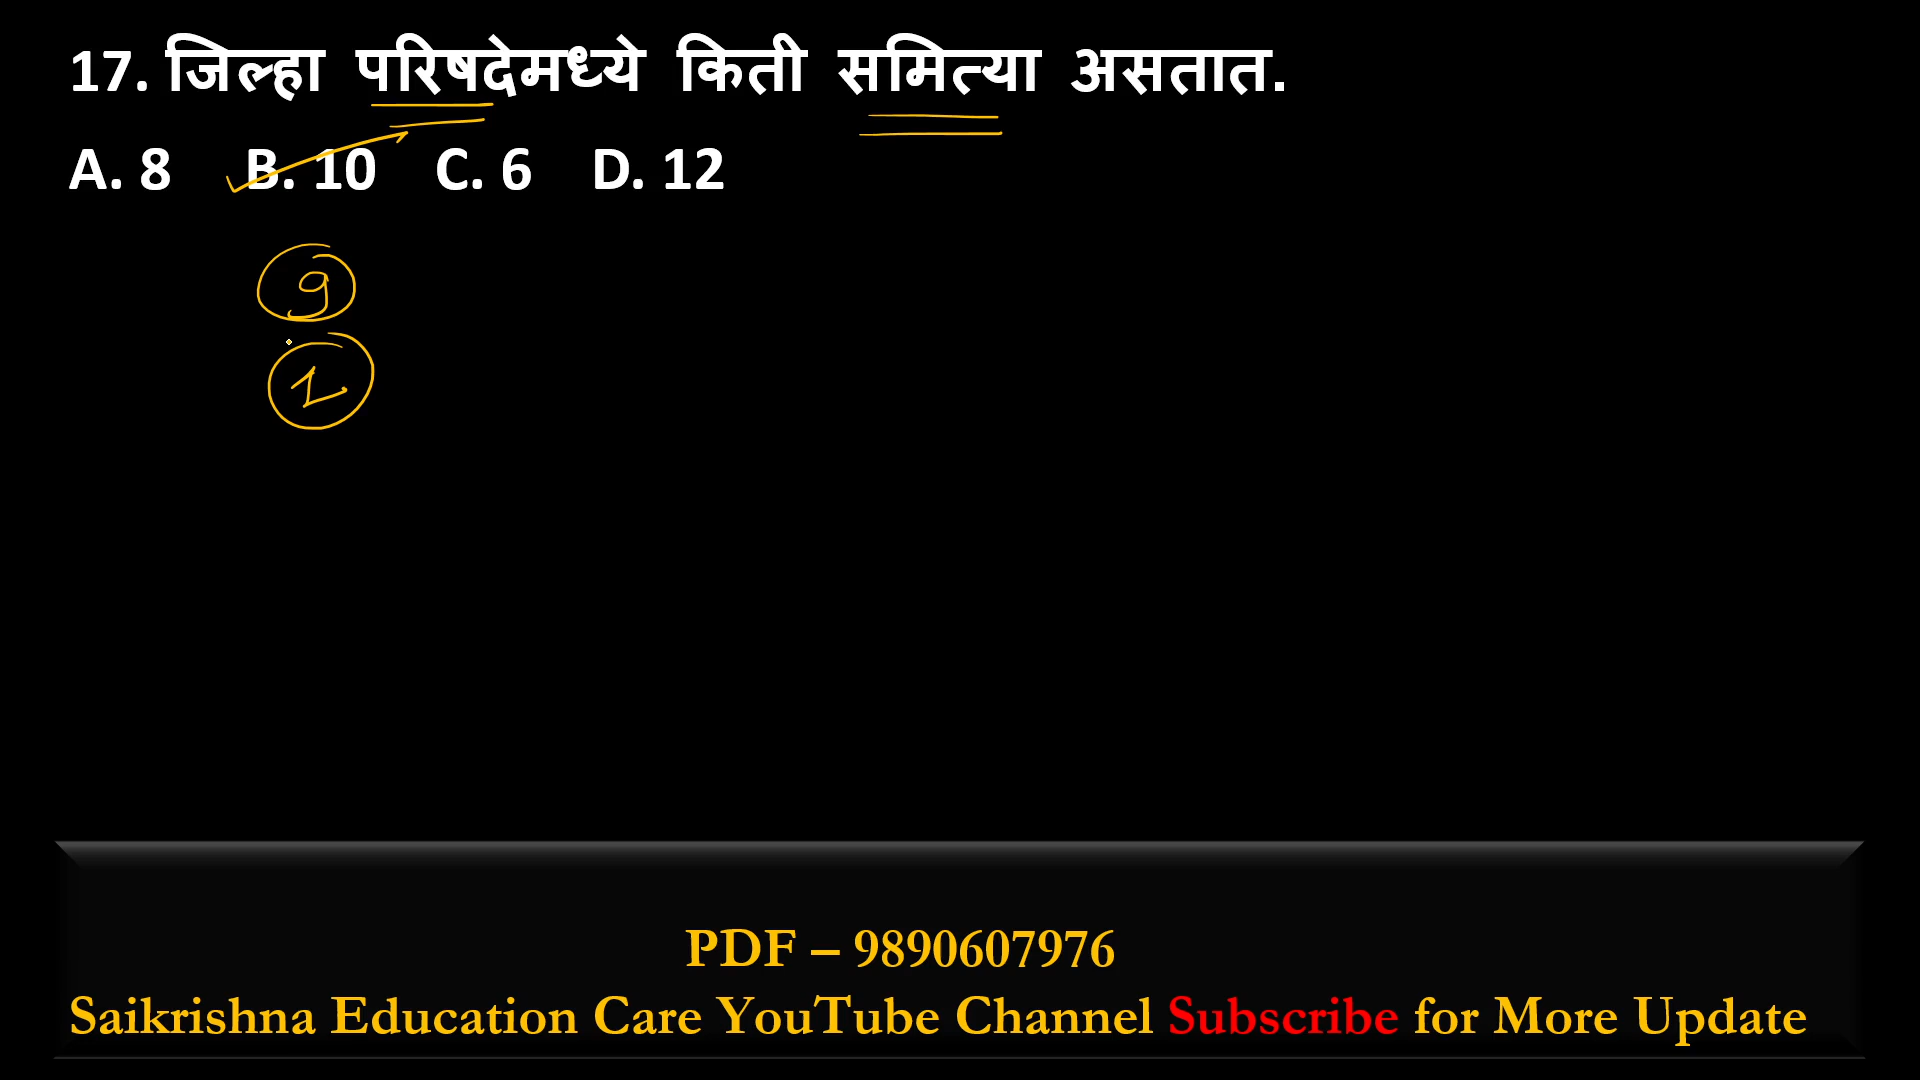 17. जिल्हा परिषदेमध्ये किती समित्या असतात.
A. 8 B. 10 C. 6 D. 12
9
1
PDF – 9890607976
Saikrishna Education Care YouTube Channel Subscribe for More Update